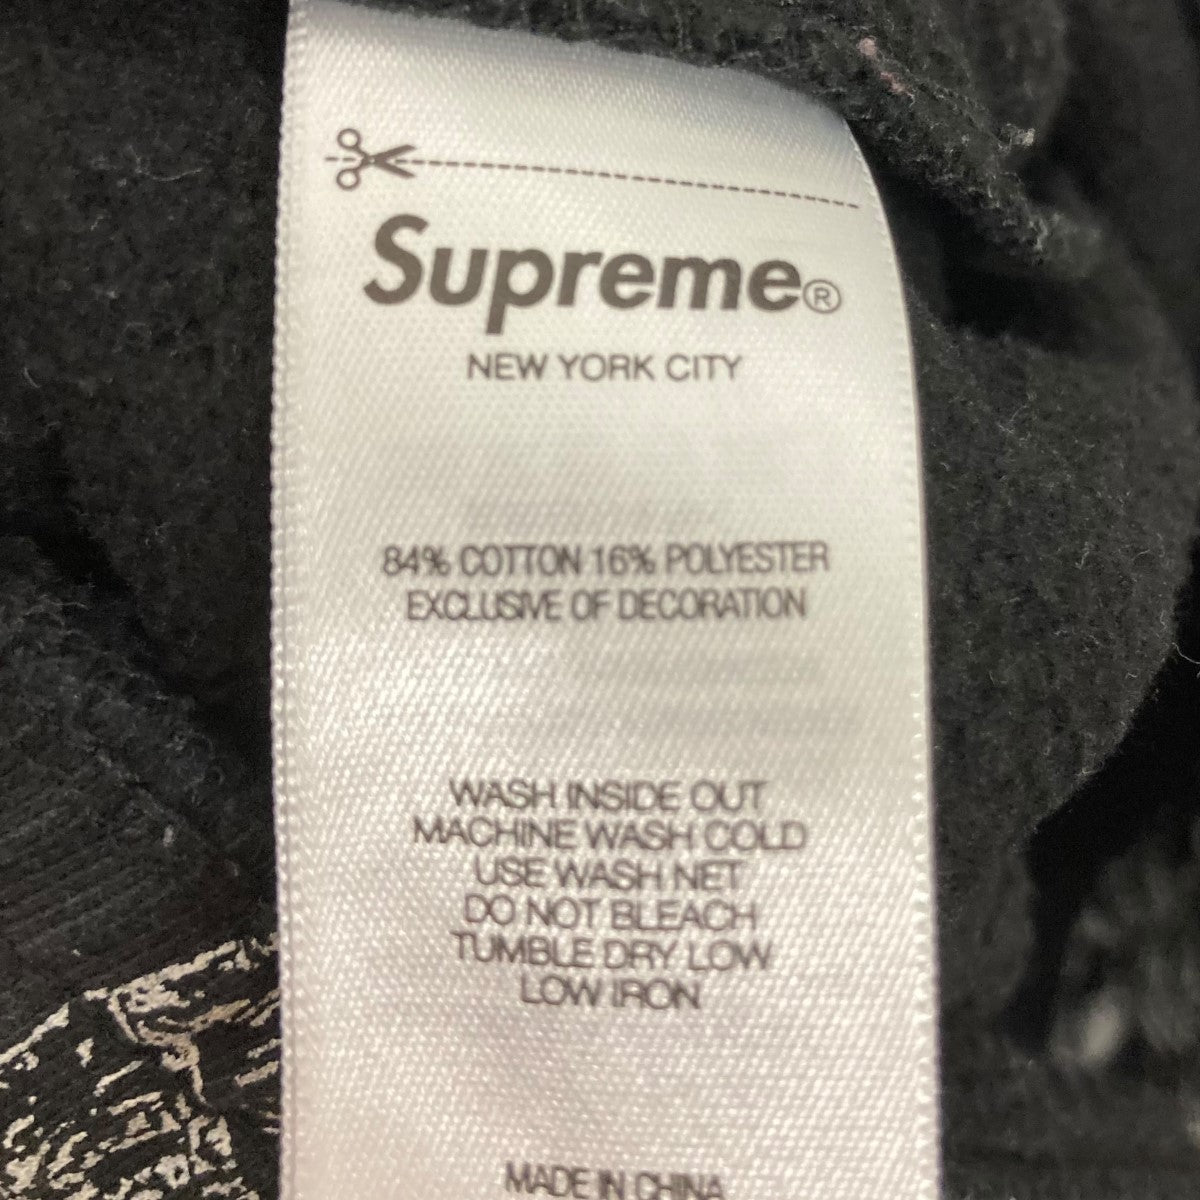 Supreme®
NEW YORK CITY
84% COTTON 16% POLYESTER
EXCLUSIVE OF DECORATION
WASH INSIDE OUT
MACHINE WASH COLD
USE WASH NET
DO NOT BLEACH
TUMBLE DRY LOW
LOW IRON
MADE IN CHINA